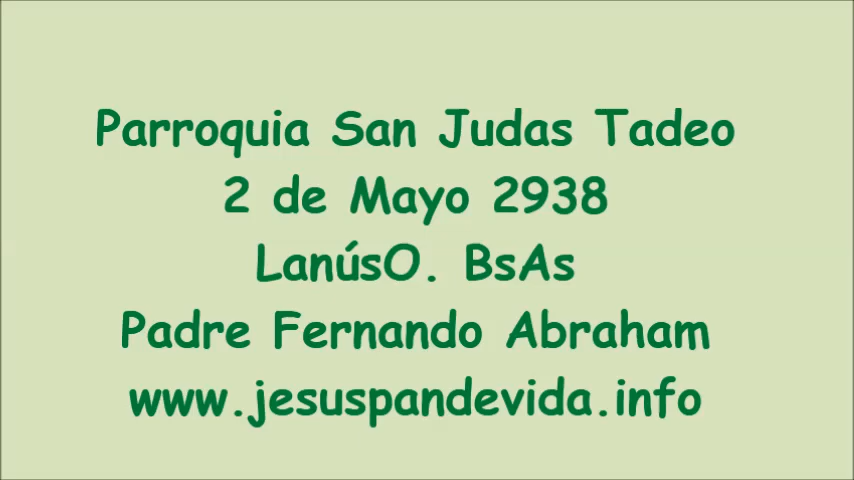 Parroquia San Judas Tadeo
2 de Mayo 2938
LanúsO. BsAs
Padre Fernando Abraham
www.jesuspandevida.info